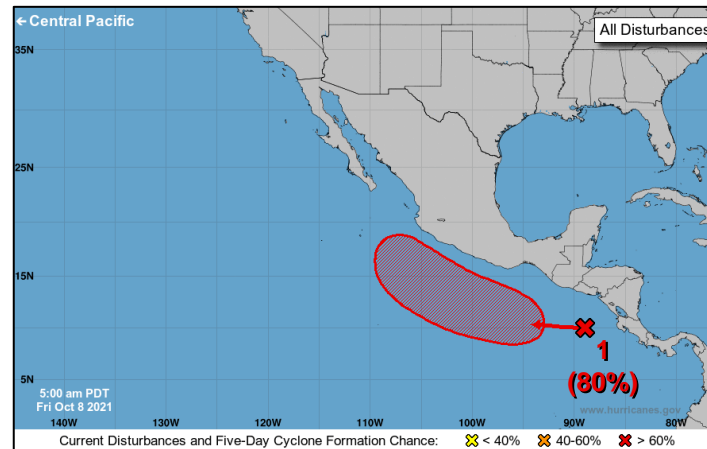 ← Central Pacific
All Disturbances
35N
25N
15N
5N
1
(80%)
5:00 am PDT
Fri Oct 8 2021
www.hurricanes.gov
140W 130W 120W 110W 100W 90W 80W
Current Disturbances and Five-Day Cyclone Formation Chance: < 40% 40-60% > 60%